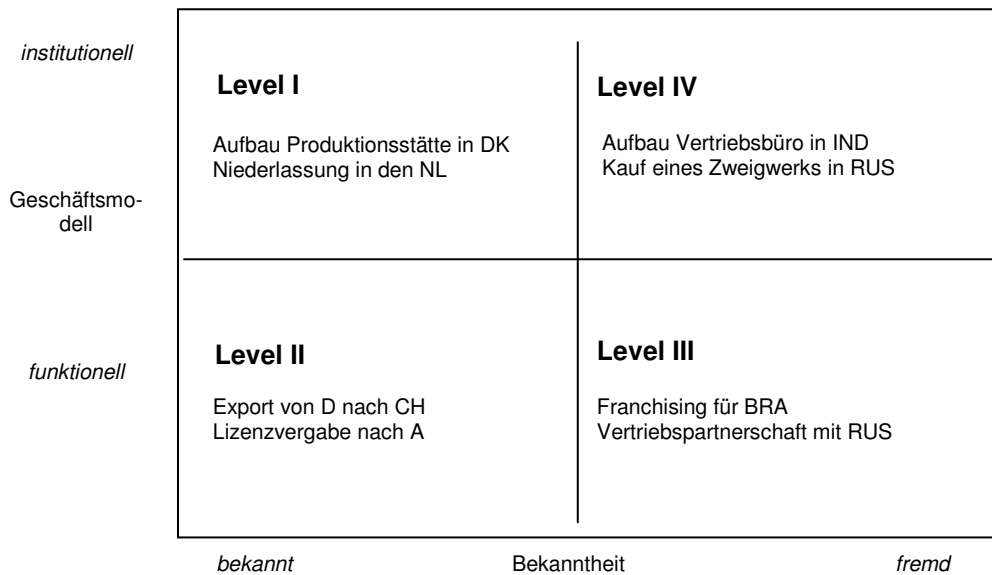 institutionell
Level I
Level IV
Aufbau Produktionsstätte in DK
Niederlassung in den NL
Aufbau Vertriebsbüro in IND
Kauf eines Zweigwerks in RUS
Geschäftsmo-
dell
funktionell
Level II
Level III
Export von D nach CH
Lizenzvergabe nach A
Franchising für BRA
Vertriebspartnerschaft mit RUS
bekannt
Bekanntheit
fremd